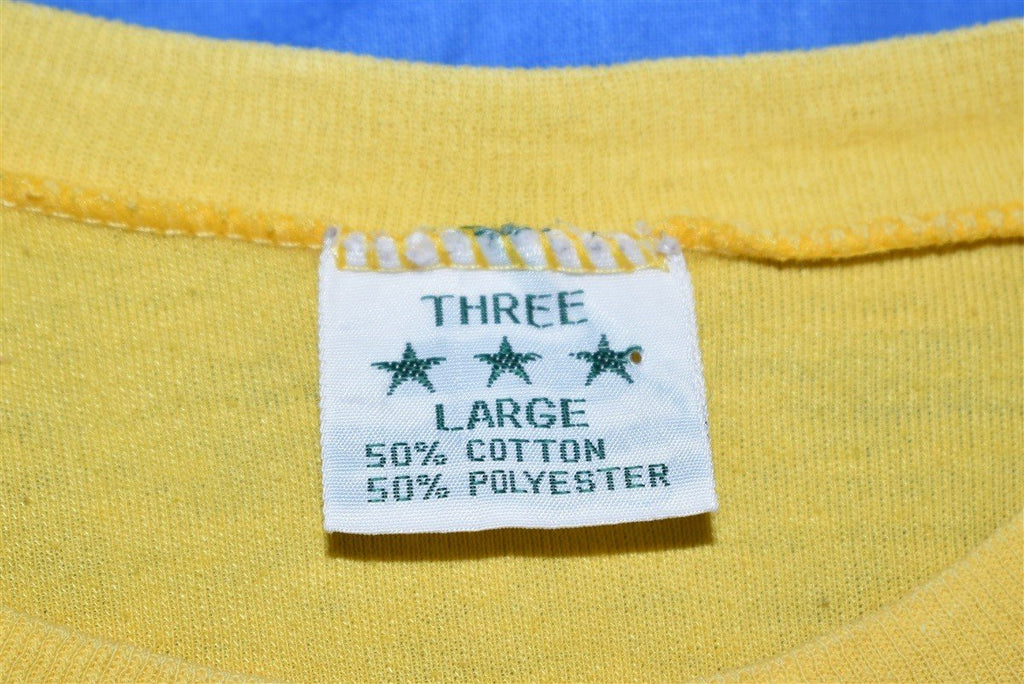 THREE
LARGE
50% COTTON
50% POLYESTER